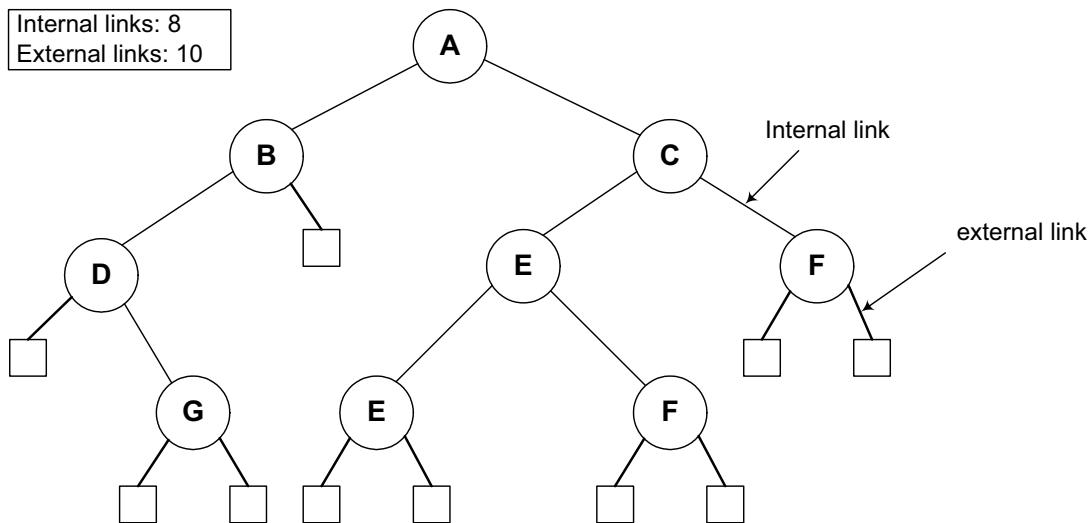 Internal links: 8
External links: 10
A
B
C
Internal link
D
E
F
external link
G
E
F